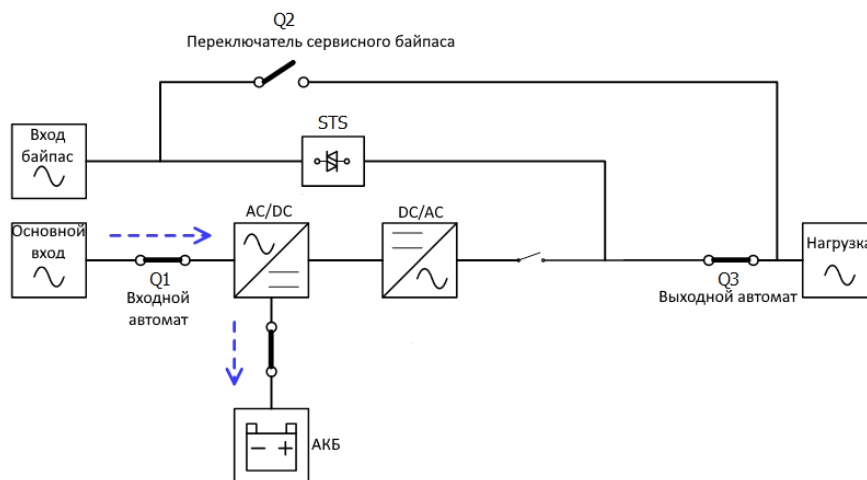 Q2
Переключатель сервисного байпаса
STS
Вход
байпас
AC/DC
DC/AC
Основной
вход
Нагрузка
Q1
Входной
автомат
Q3
Выходной автомат
АКБ